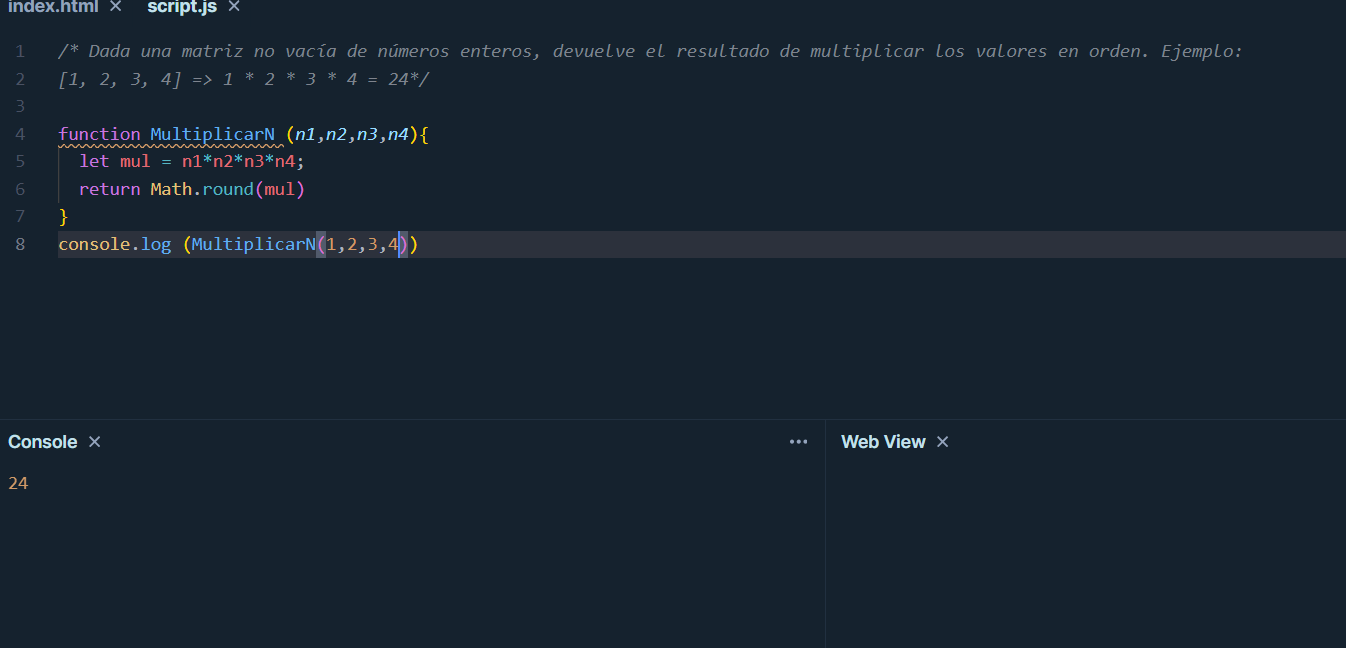 index.html × script.js ×
1 /* Dada una matriz no vacía de números enteros, devuelve el resultado de multiplicar los valores en orden. Ejemplo:
2 [1, 2, 3, 4] => 1 * 2 * 3 * 4 = 24*/
3
4 function MultiplicarN (n1,n2,n3,n4){
5 let mul = n1*n2*n3*n4;
6 return Math.round(mul)
7 }
8 console.log (MultiplicarN(1,2,3,4))
Console × ...
Web View ×
24